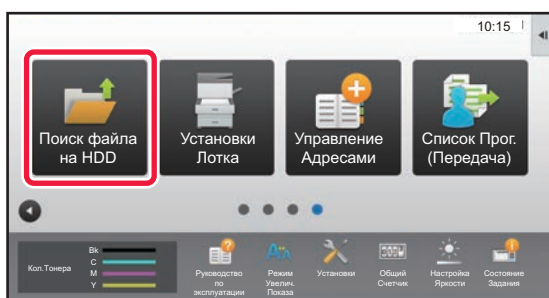 10:15
Поиск файла
на HDD
Установки
Лотка
Управление
Адресами
Список Прог.
(Передача)
Кол.Тонера
Bk
C
M
Y
Руководство
по
эксплуатации
Режим
Увелич.
Показа
Установки
Общий
Счетчик
Настройка
Яркости
Состояние
Задания